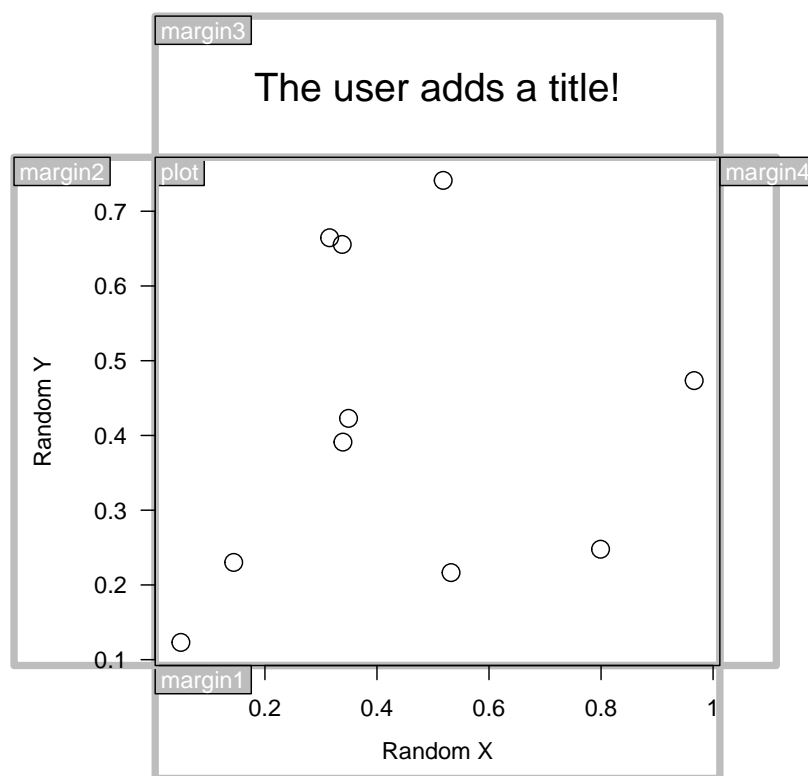 margin3
The user adds a title!
margin2
plot
margin4
0.7
0.6
0.5
0.4
0.3
0.2
0.1
Random Y
margin1
0.2 0.4 0.6 0.8 1
Random X